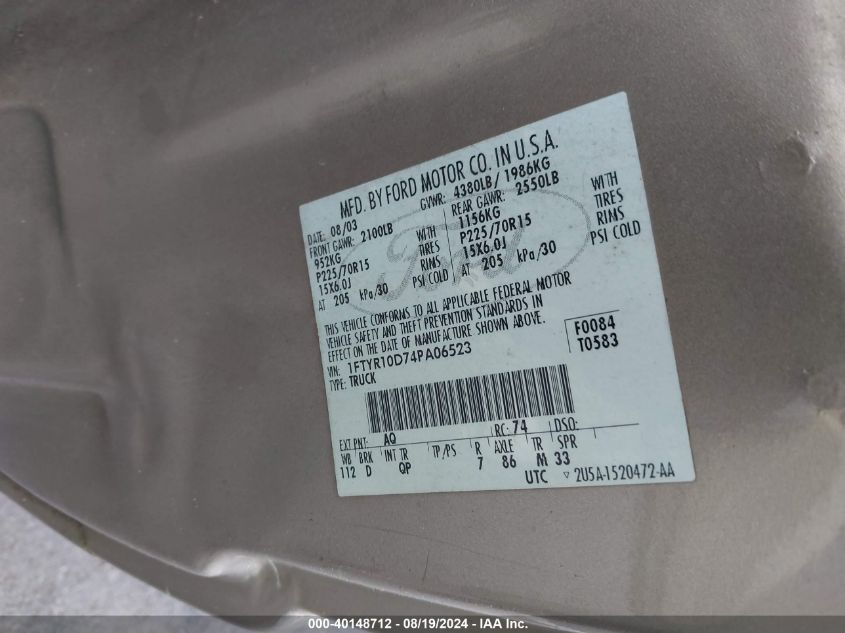 MFD. BY FORD MOTOR CO. IN U.S.A.
DATE: 08/03 GVWR: 4380LB/ 1986KG
FRONT GAWR: 2100LB REAR GAWR: 2550LB
952KG WITH 1156KG WITH
P225/70R15 TIRES P225/70R15 TIRES
15X6.0J RIMS 15X6.0J RIMS
AT 205 kPa/30 PSI COLD AT 205 kPa/30 PSI COLD
Ford
THIS VEHICLE CONFORMS TO ALL APPLICABLE FEDERAL MOTOR
VEHICLE SAFETY AND THEFT PREVENTION STANDARDS IN
EFFECT ON THE DATE OF MANUFACTURE SHOWN ABOVE.
VIN: 1FTYR10D74PA06523
TYPE: TRUCK
F0084
T0583
EXT PNT: AQ RC: 74 DSO:
WB BRK INT TR TP/PS R AXLE TR SPR
112 D QP 7 86 M 33
UTC ▽ 2U5A-1520472-AA
000-40148712 - 08/19/2024 - IAA Inc.